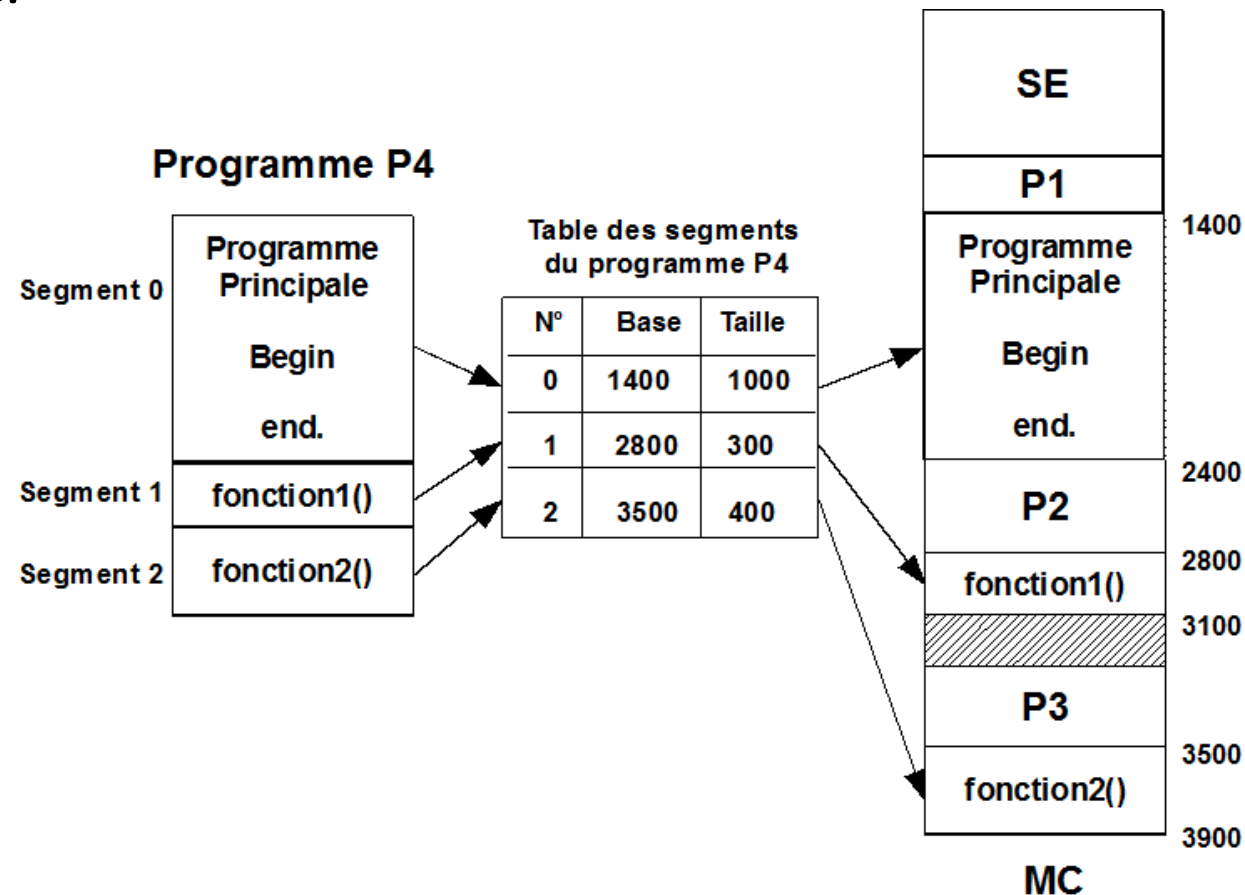 Programme P4
Segment 0
Programme
Principale
Begin
end.
Segment 1
fonction1()
Segment 2
fonction2()
Table des segments
du programme P4
N° Base Taille
0 1400 1000
1 2800 300
2 3500 400
SE
P1
1400
Programme
Principale
Begin
end.
2400
P2
2800
fonction1()
3100
P3
3500
fonction2()
3900
MC